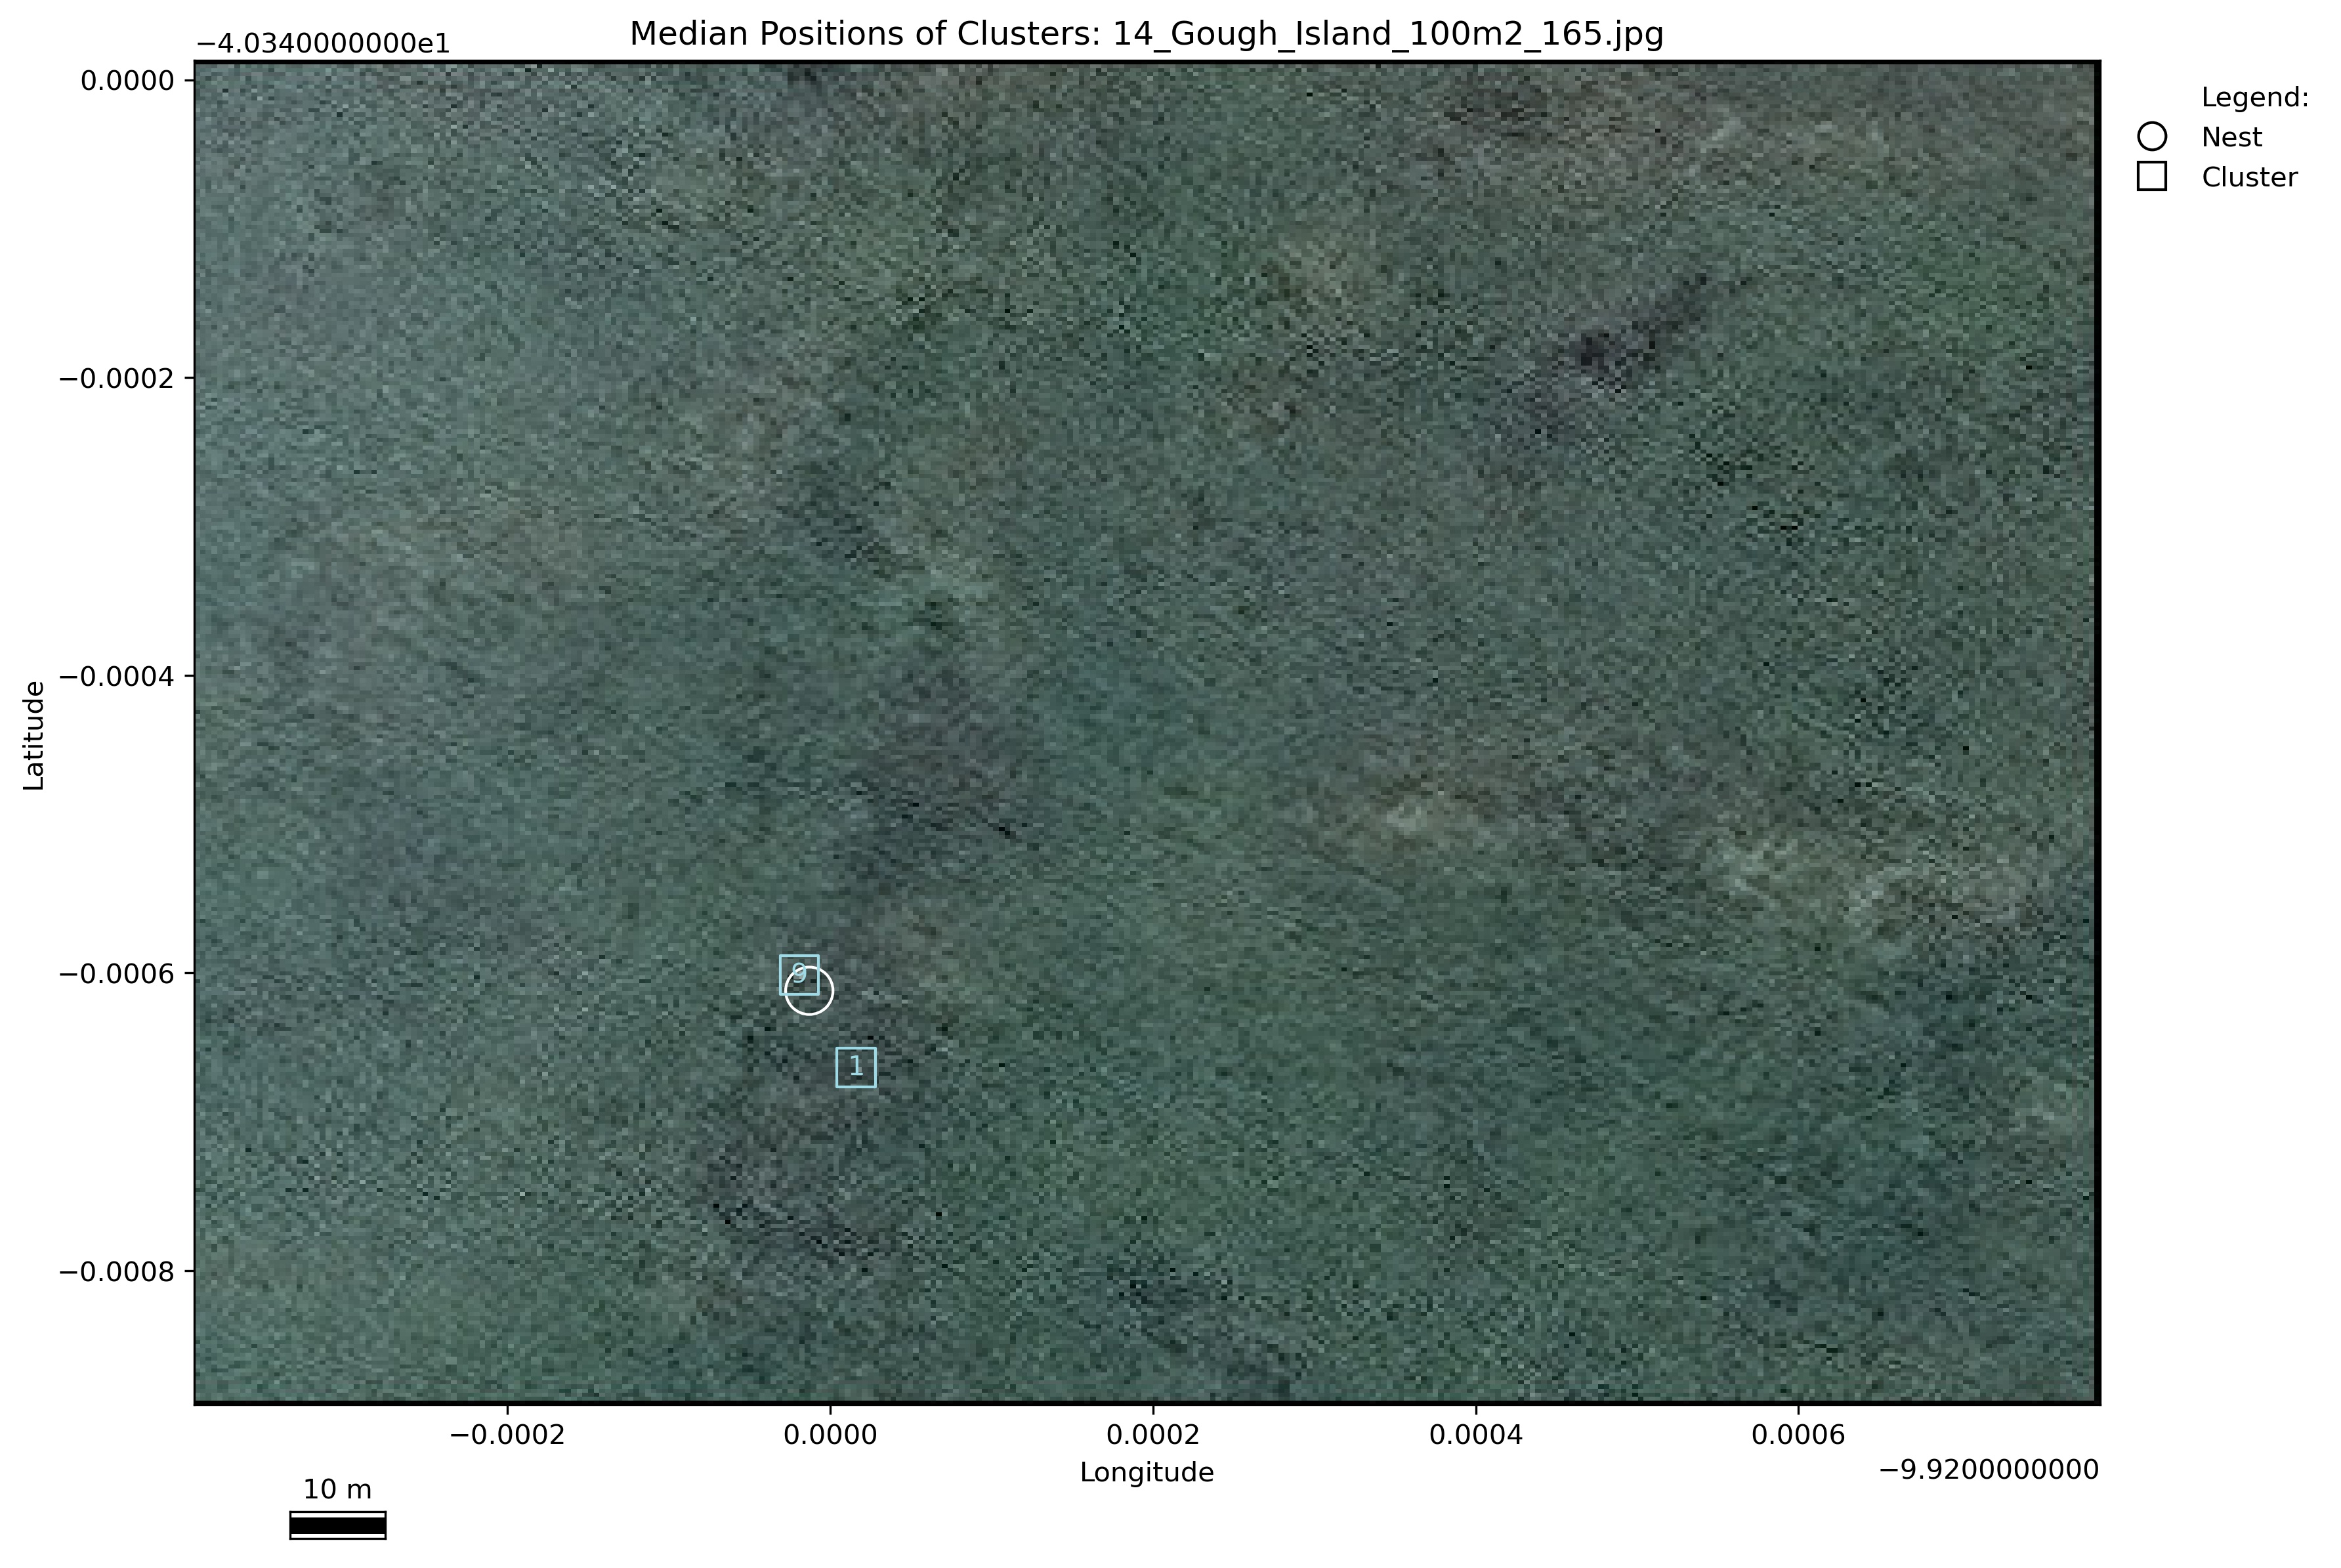 Median Positions of Clusters: 14_Gough_Island_100m2_165.jpg
−4.0340000000e1
Legend:
Nest
Cluster
0.0000
−0.0002
−0.0004
−0.0006
−0.0008
Latitude
9
1
−0.0002 0.0000 0.0002 0.0004 0.0006
Longitude
−9.9200000000
10 m